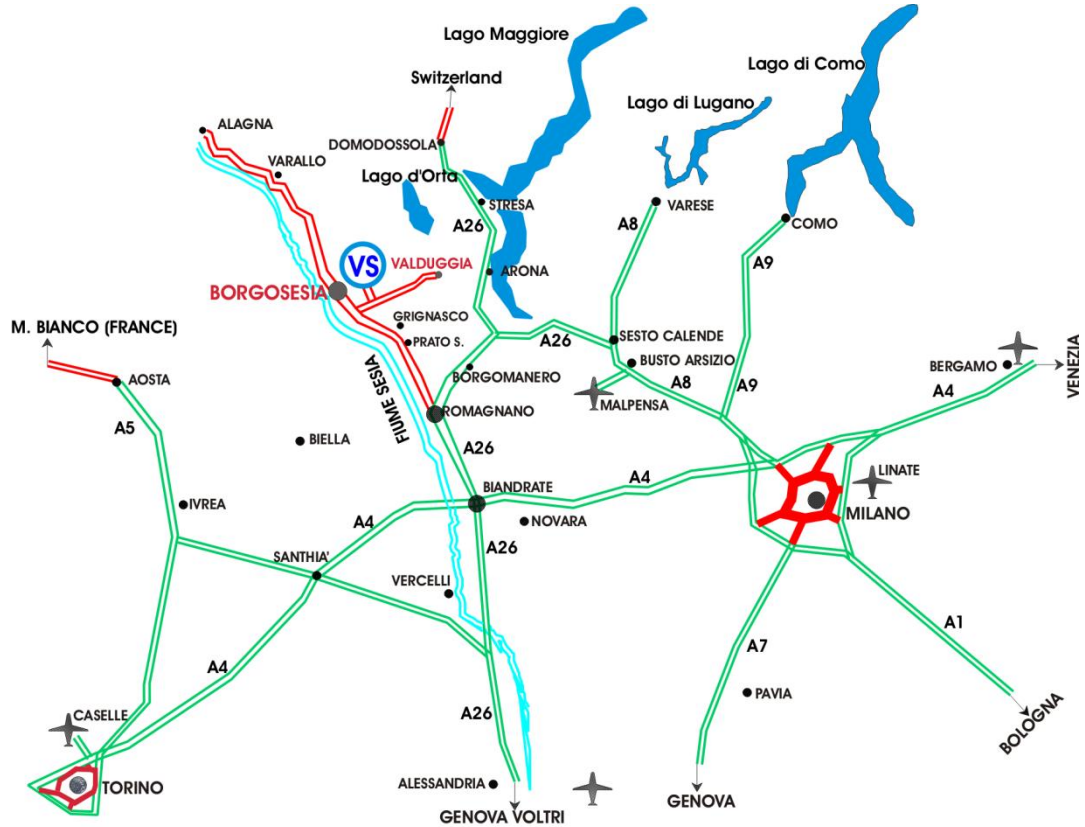 Lago Maggiore
Lago di Como
Switzerland
Lago di Lugano
ALAGNA
DOMODOSSOLA
VARALLO
Lago d'Orta
STRESA
VARESE
A26
A8
COMO
VS
VALDUGGIA
ARONA
A9
BORGOSESIA
GRIGNASCO
M. BIANCO (FRANCE)
PRATO S.
A26
SESTO CALENDE
BUSTO ARSIZIO
BERGAMO
VENEZIA
AOSTA
BORGOMANERO
A8
A9
A4
MALPENSA
FIUME SESIA
ROMAGNANO
A5
BIELLA
A26
LINATE
BIANDRATE
A4
IVREA
MILANO
A4
NOVARA
A26
SANTHIA'
VERCELLI
A1
A7
A4
PAVIA
A26
CASELLE
BOLOGNA
TORINO
ALESSANDRIA
GENOVA
GENOVA VOLTRI